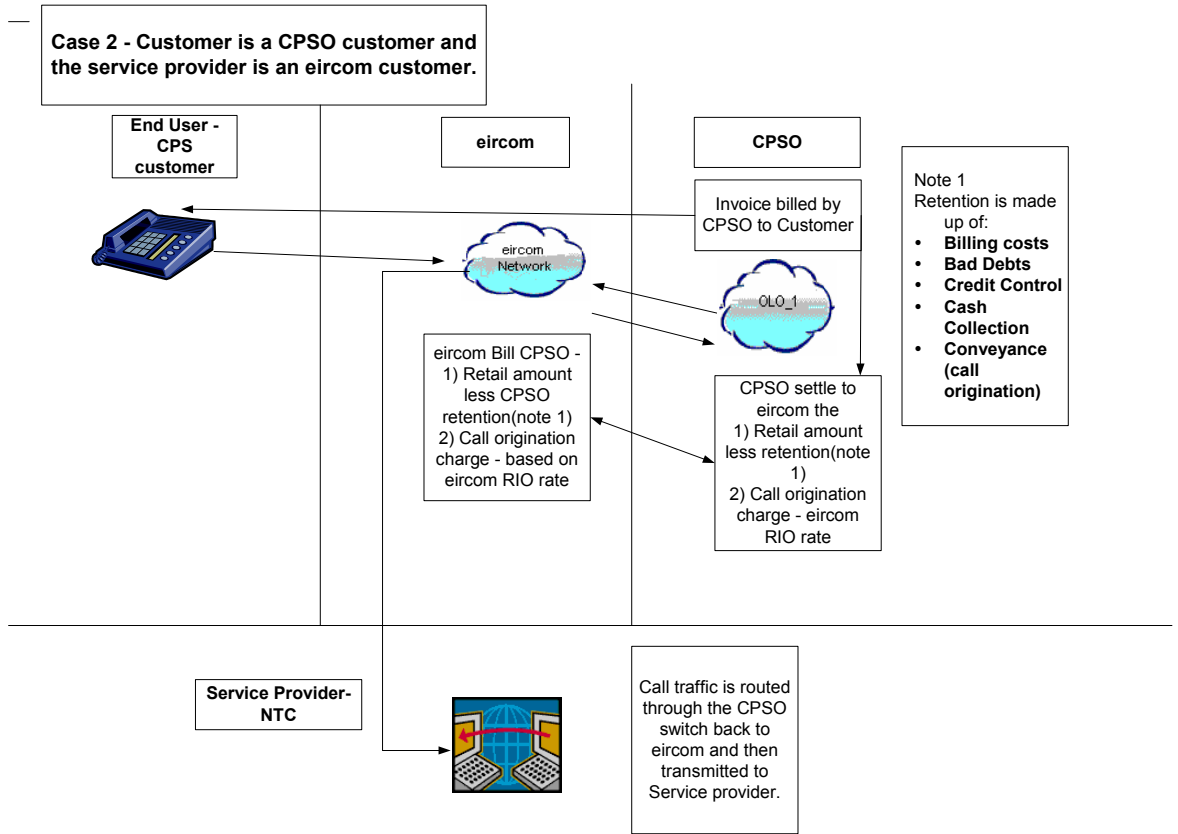 Case 2 - Customer is a CPSO customer and
the service provider is an eircom customer.
End User -
CPS
customer
eircom
CPSO
Invoice billed by
CPSO to Customer
Note 1
Retention is made
up of:
• Billing costs
• Bad Debts
• Credit Control
• Cash
Collection
• Conveyance
(call
origination)
eircom
Network
OLO_1
eircom Bill CPSO -
1) Retail amount
less CPSO
retention(note 1)
2) Call origination
charge - based on
eircom RIO rate
CPSO settle to
eircom the
1) Retail amount
less retention(note
1)
2) Call origination
charge - eircom
RIO rate
Service Provider-
NTC
Call traffic is routed
through the CPSO
switch back to
eircom and then
transmitted to
Service provider.